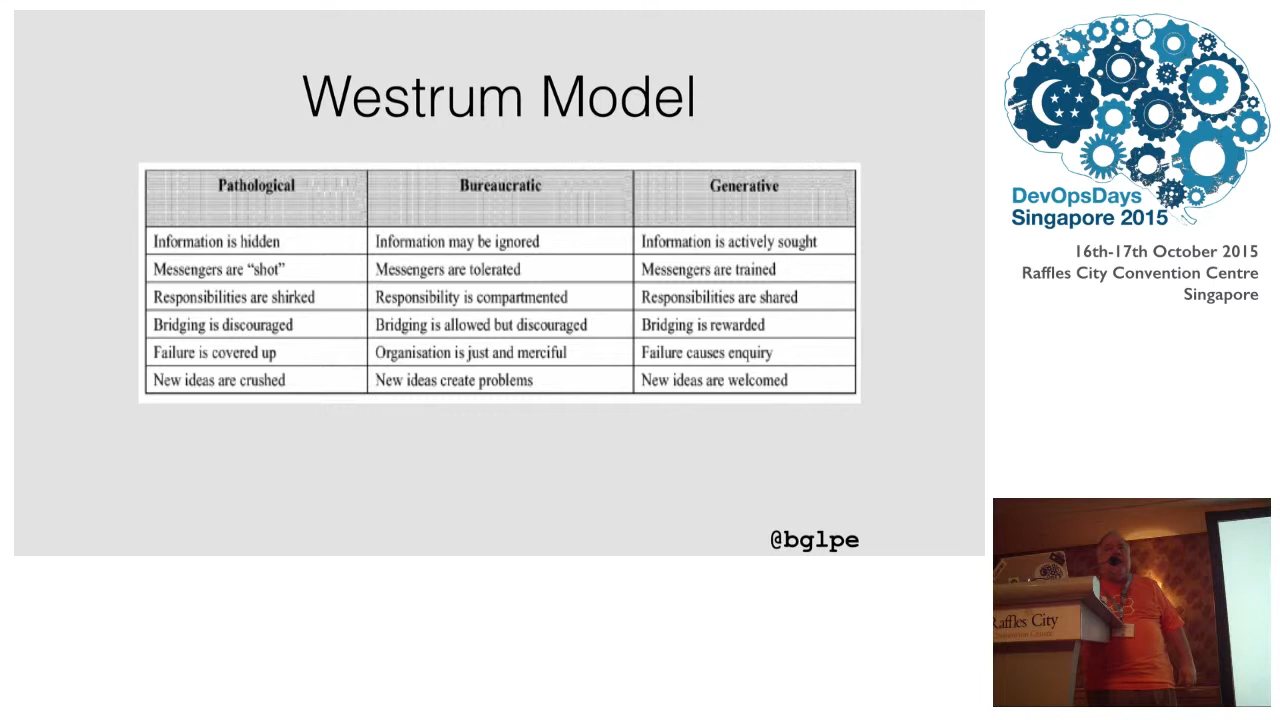 Westrum Model
Pathological Bureaucratic Generative
Information is hidden Information may be ignored Information is actively sought
Messengers are “shot” Messengers are tolerated Messengers are trained
Responsibilities are shirked Responsibility is compartmented Responsibilities are shared
Bridging is discouraged Bridging is allowed but discouraged Bridging is rewarded
Failure is covered up Organisation is just and merciful Failure causes enquiry
New ideas are crushed New ideas create problems New ideas are welcomed
@bglpe
DevOpsDays
Singapore 2015
16th-17th October 2015
Raffles City Convention Centre
Singapore
Raffles City